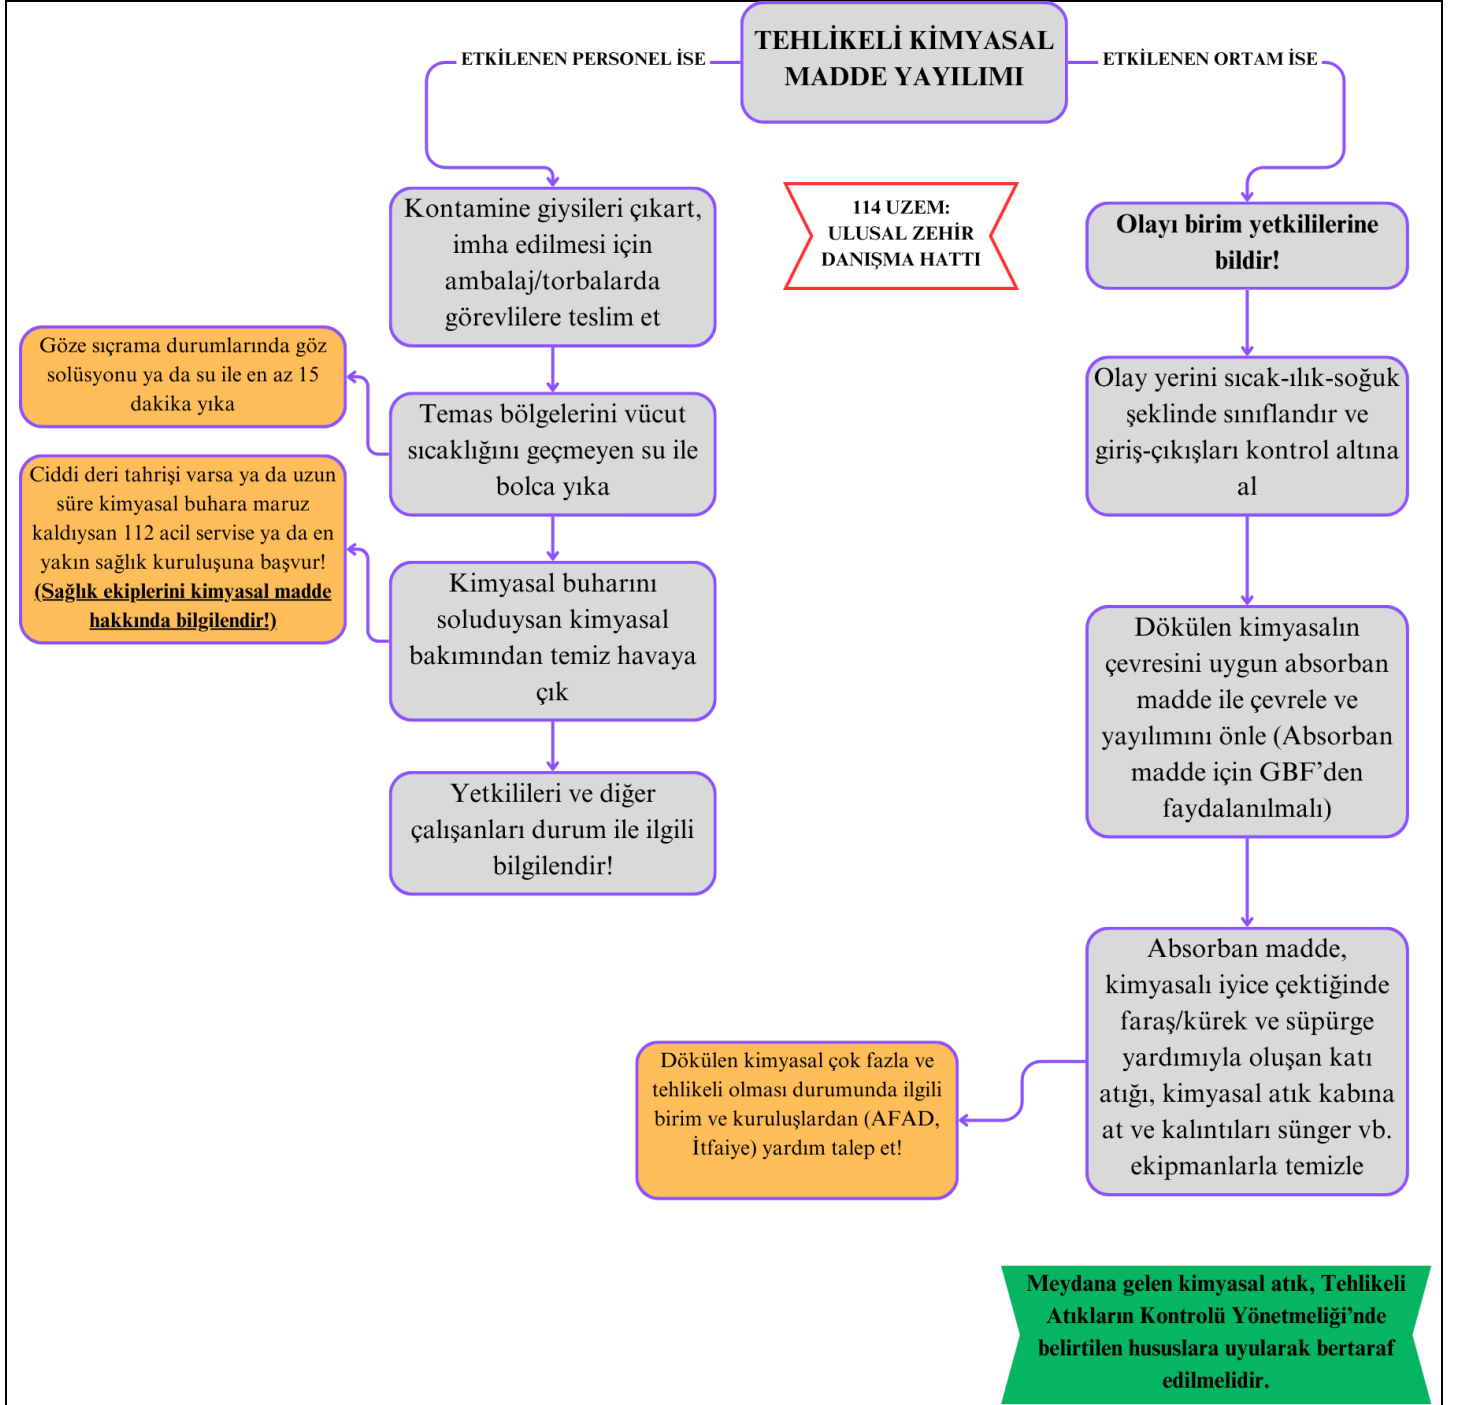 TEHLİKELİ KİMYASAL
MADDE YAYILIMI
ETKİLENEN PERSONEL İSE
ETKİLENEN ORTAM İSE
114 UZEM:
ULUSAL ZEHİR
DANIŞMA HATTI
Kontamine giysileri çıkart,
imha edilmesi için
ambalaj/torbalarda
görevlilere teslim et
Göze sıçrama durumlarında göz
solüsyonu ya da su ile en az 15
dakika yıka
Temas bölgelerini vücut
sıcaklığını geçmeyen su ile
bolca yıka
Ciddi deri tahrişi varsa ya da uzun
süre kimyasal buhara maruz
kaldıysan 112 acil servise ya da en
yakın sağlık kuruluşuna başvur!
(Sağlık ekiplerini kimyasal madde
hakkında bilgilendir!)
Kimyasal buharını
soluduysan kimyasal
bakımından temiz havaya
çık
Yetkilileri ve diğer
çalışanları durum ile ilgili
bilgilendir!
Olayı birim yetkililerine
bildir!
Olay yerini sıcak-ılık-soğuk
şeklinde sınıflandır ve
giriş-çıkışları kontrol altına
al
Dökülen kimyasalın
çevresini uygun absorban
madde ile çevrele ve
yayılımını önle (Absorban
madde için GBF’den
faydalanılmalı)
Absorban madde,
kimyasalı iyice çektiğinde
faraş/kürek ve süpürge
yardımıyla oluşan katı
atığı, kimyasal atık kabına
at ve kalıntıları sünger vb.
ekipmanlarla temizle
Dökülen kimyasal çok fazla ve
tehlikeli olması durumunda ilgili
birim ve kuruluşlardan (AFAD,
İtfaiye) yardım talep et!
Meydana gelen kimyasal atık, Tehlikeli
Atıkların Kontrolü Yönetmeliği’nde
belirtilen hususlara uyularak bertaraf
edilmelidir.